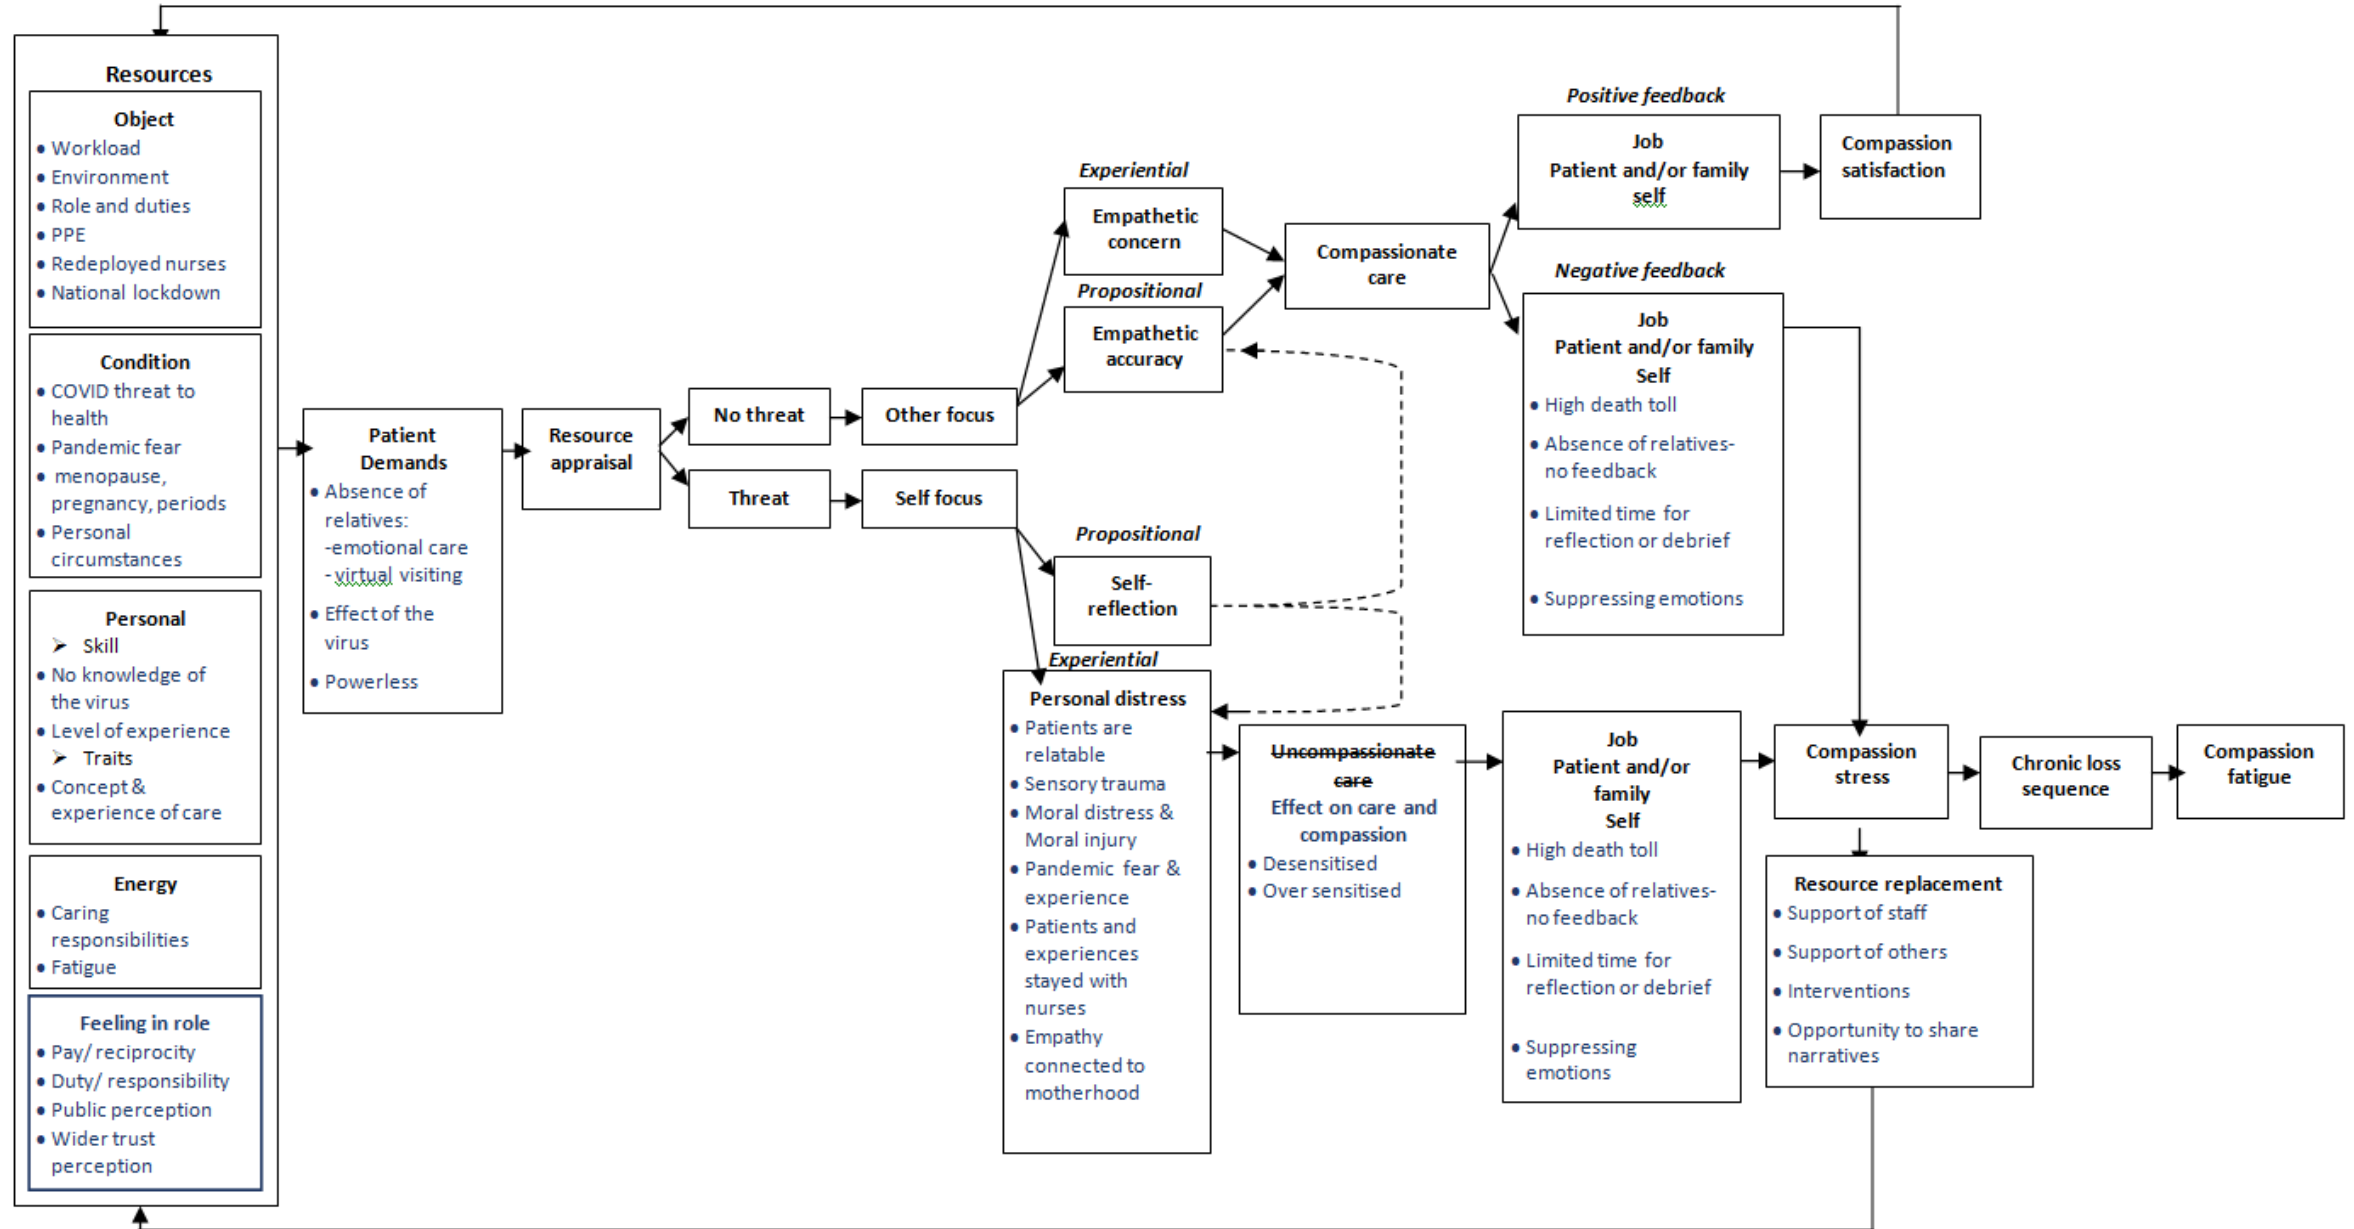 Resources
Object
• Workload
• Environment
• Role and duties
• PPE
• Redeployed nurses
• National lockdown
Condition
• COVID threat to
health
• Pandemic fear
• menopause,
pregnancy, periods
• Personal
circumstances
Personal
➢ Skill
• No knowledge of
the virus
• Level of experience
➢ Traits
• Concept &
experience of care
Energy
• Caring
responsibilities
• Fatigue
Feeling in role
• Pay/ reciprocity
• Duty/ responsibility
• Public perception
• Wider trust
perception
Patient
Demands
• Absence of
relatives:
-emotional care
- virtual visiting
• Effect of the
virus
• Powerless
Resource
appraisal
No threat
Other focus
Threat
Self focus
Experiential
Empathetic
concern
Propositional
Empathetic
accuracy
Propositional
Self-
reflection
Experiential
Personal distress
• Patients are
relatable
• Sensory trauma
• Moral distress &
Moral injury
• Pandemic fear &
experience
• Patients and
experiences
stayed with
nurses
• Empathy
connected to
motherhood
Compassionate
care
Positive feedback
Job
Patient and/or family
self
Compassion
satisfaction
Negative feedback
Job
Patient and/or family
Self
• High death toll
• Absence of relatives-
no feedback
• Limited time for
reflection or debrief
• Suppressing emotions
Uncompassionate
care
Effect on care and
compassion
• Desensitised
• Over sensitised
Job
Patient and/or
family
Self
• High death toll
• Absence of relatives-
no feedback
• Limited time for
reflection or debrief
• Suppressing
emotions
Compassion
stress
Chronic loss
sequence
Compassion
fatigue
Resource replacement
• Support of staff
• Support of others
• Interventions
• Opportunity to share
narratives